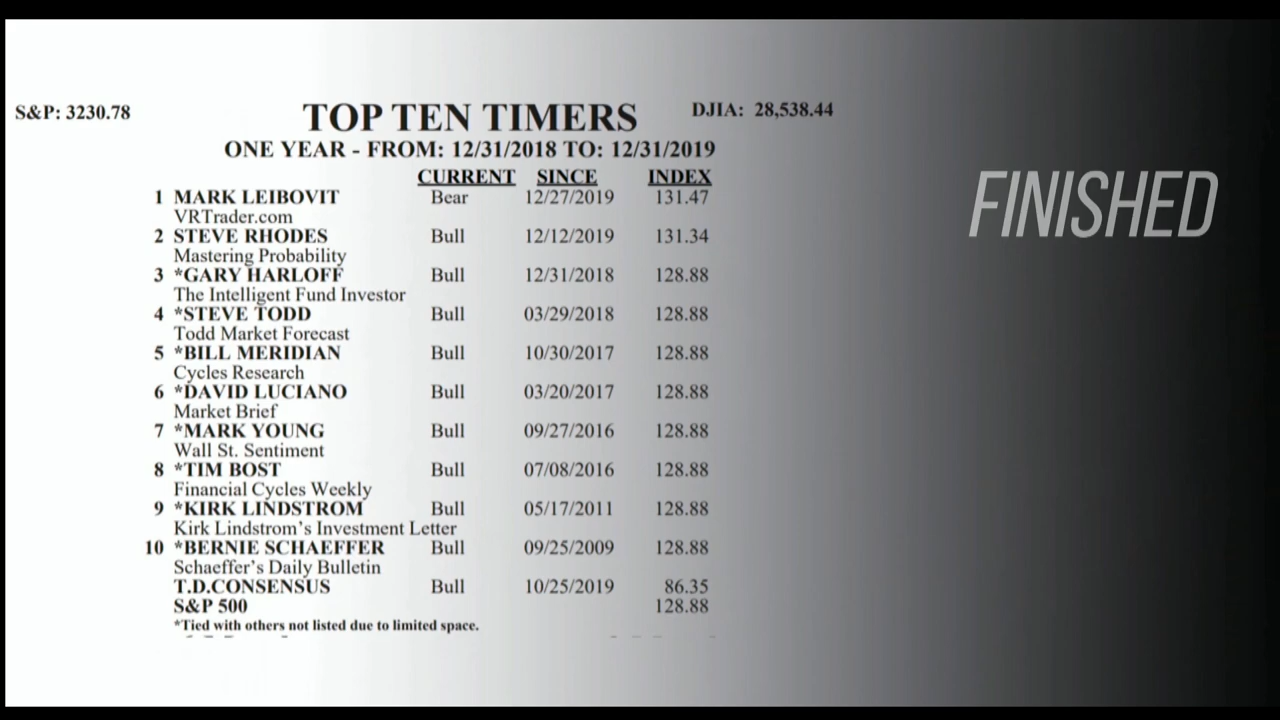 S&P: 3230.78
TOP TEN TIMERS
DJIA: 28,538.44
ONE YEAR - FROM: 12/31/2018 TO: 12/31/2019
CURRENT SINCE INDEX
1 MARK LEIBOVIT Bear 12/27/2019 131.47
VRTrader.com
2 STEVE RHODES Bull 12/12/2019 131.34
Mastering Probability
3 *GARY HARLOFF Bull 12/31/2018 128.88
The Intelligent Fund Investor
4 *STEVE TODD Bull 03/29/2018 128.88
Todd Market Forecast
5 *BILL MERIDIAN Bull 10/30/2017 128.88
Cycles Research
6 *DAVID LUCIANO Bull 03/20/2017 128.88
Market Brief
7 *MARK YOUNG Bull 09/27/2016 128.88
Wall St. Sentiment
8 *TIM BOST Bull 07/08/2016 128.88
Financial Cycles Weekly
9 *KIRK LINDSTROM Bull 05/17/2011 128.88
Kirk Lindstrom's Investment Letter
10 *BERNIE SCHAEFFER Bull 09/25/2009 128.88
Schaeffer's Daily Bulletin
T.D.CONSENSUS Bull 10/25/2019 86.35
S&P 500 128.88
*Tied with others not listed due to limited space.
FINISHED